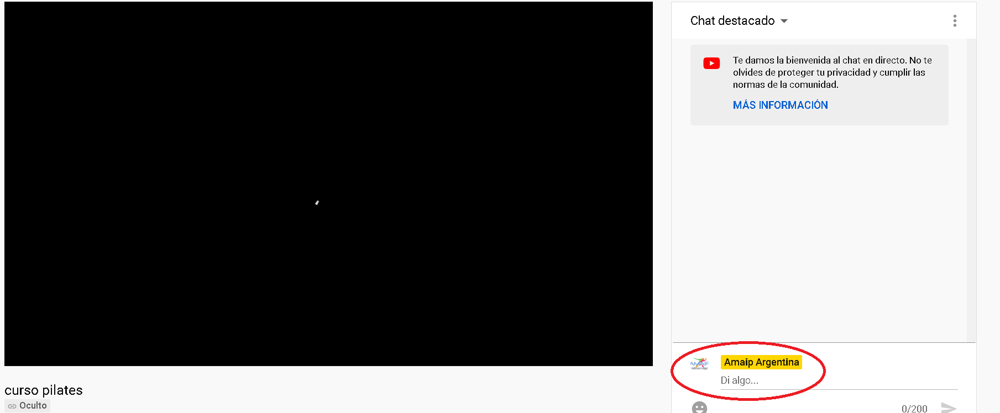 Chat destacado
Te damos la bienvenida al chat en directo. No te
olvides de proteger tu privacidad y cumplir las
normas de la comunidad.
MÁS INFORMACIÓN
Amaip Argentina
Di algo...
0/200
curso pilates
Oculto